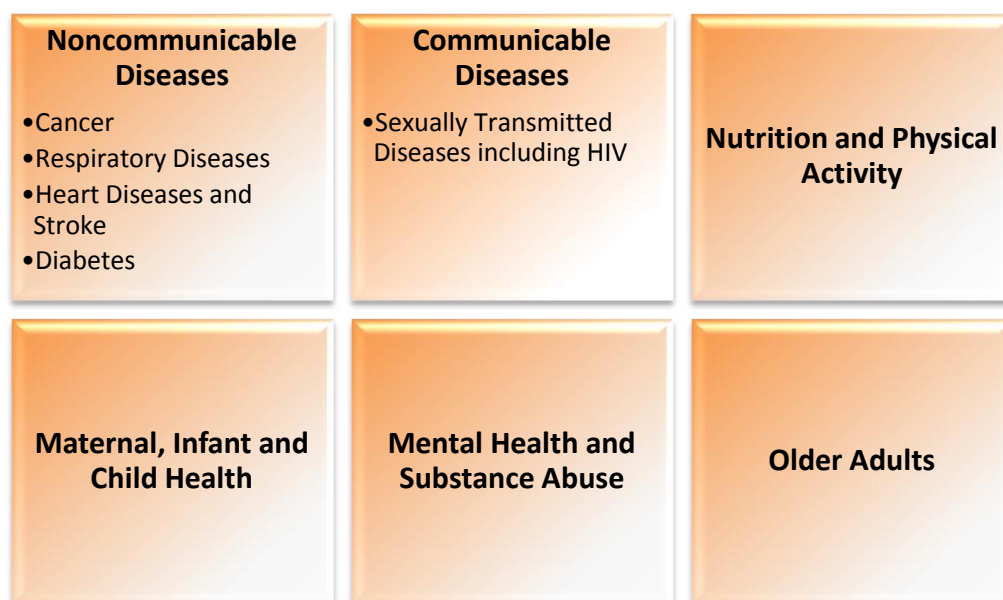 Noncommunicable
Diseases
•Cancer
•Respiratory Diseases
•Heart Diseases and
Stroke
•Diabetes
Communicable
Diseases
•Sexually Transmitted
Diseases including HIV
Nutrition and Physical
Activity
Maternal, Infant and
Child Health
Mental Health and
Substance Abuse
Older Adults